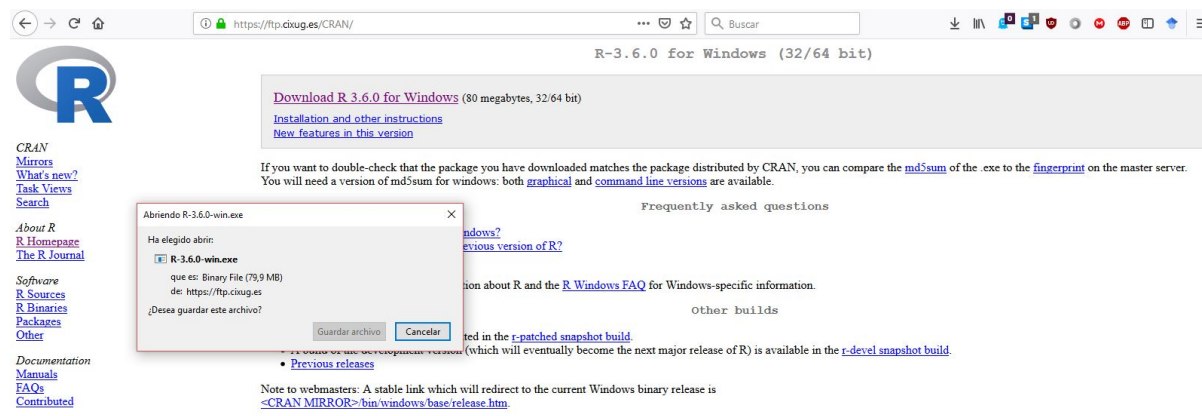 https://ftp.cixug.es/CRAN/
Buscar
R
R-3.6.0 for Windows (32/64 bit)
Download R 3.6.0 for Windows (80 megabytes, 32/64 bit)
Installation and other instructions
New features in this version
CRAN
Mirrors
What's new?
Task Views
Search
About R
R Homepage
The R Journal
Software
R Sources
R Binaries
Packages
Other
Documentation
Manuals
FAQs
Contributed
If you want to double-check that the package you have downloaded matches the package distributed by CRAN, you can compare the md5sum of the .exe to the fingerprint on the master server.
You will need a version of md5sum for windows: both graphical and command line versions are available.
Frequently asked questions
Abriendo R-3.6.0-win.exe
Ha elegido abrir:
R-3.6.0-win.exe
que es: Binary File (79,9 MB)
de: https://ftp.cixug.es
¿Desea guardar este archivo?
Guardar archivo
Cancelar
version of R?
about R and the R Windows FAQ for Windows-specific information.
Other builds
in the r-patched snapshot build.
(which will eventually become the next major release of R) is available in the r-devel snapshot build.
Previous releases
Note to webmasters: A stable link which will redirect to the current Windows binary release is
<CRAN MIRROR>/bin/windows/base/release.htm.